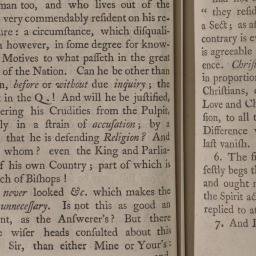 man too, and who lives out of the
very commendably resident on his re-
ure: a circumſtance, which diſquali-
m however, in ſome degree for know-
Motives to what paſſeth in the great
of the Nation. Can he be other than
n, before or without due inquiry; the
t in the Q.! And will he be juſtified,
ering his Crudities from the Pulpit,
ly in a ſtrain of accuſation; by a
that he is defending Religion? And
whom? even the King and Parlia-
of his own Country; part of which is
ch of Biſhops!
never looked &c. which makes the
unneceſſary. Is not this as good an
nt, as the Anſwerer's? But there
e wiſer heads conſulted about this
Sir, than either Mine or Your's:
" they reſid
a Sect; as af
contrary is e
is agreeable
ence. Chriſt
in proportion
Chriſtians,
Love and Ch
ſion, to all t
Difference
laſt vaniſh.
6. The fi
feſtly begs th
and ought n
the Spirit ac
replied to at
7. And I